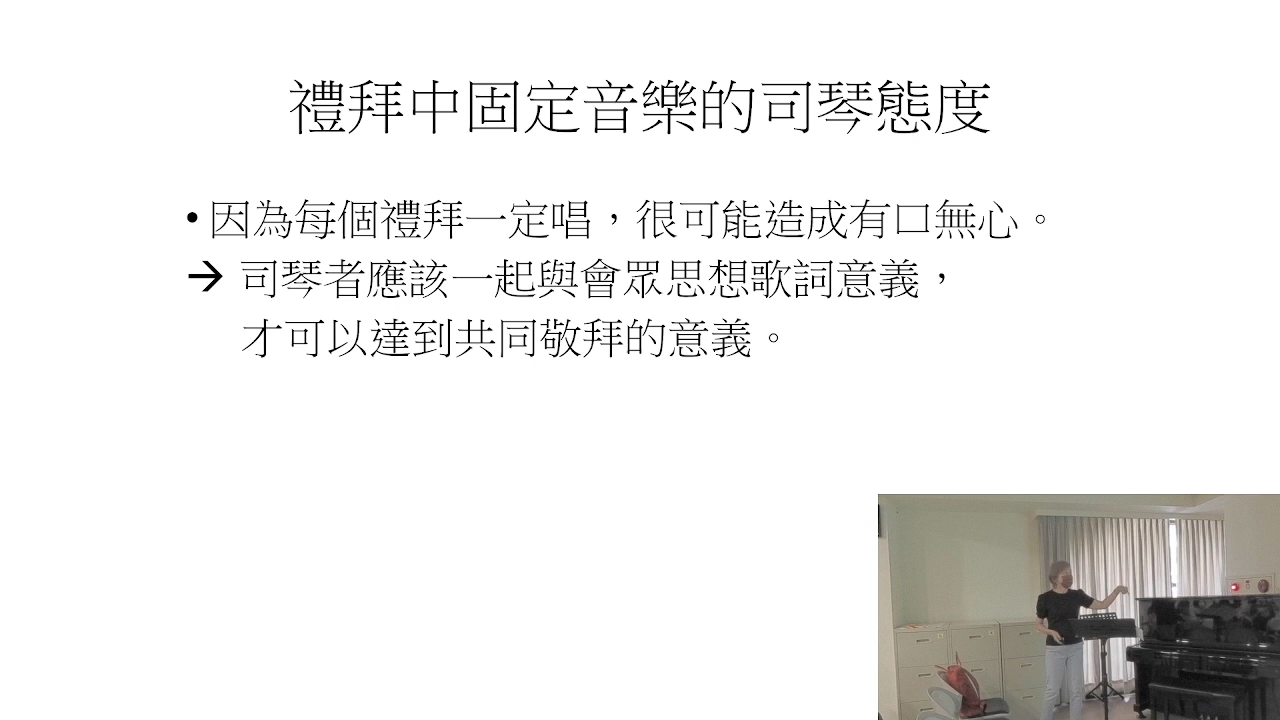 禮拜中固定音樂的司琴態度
• 因為每個禮拜一定唱，很可能造成有口無心。
→ 司琴者應該一起與會眾思想歌詞意義，
才可以達到共同敬拜的意義。